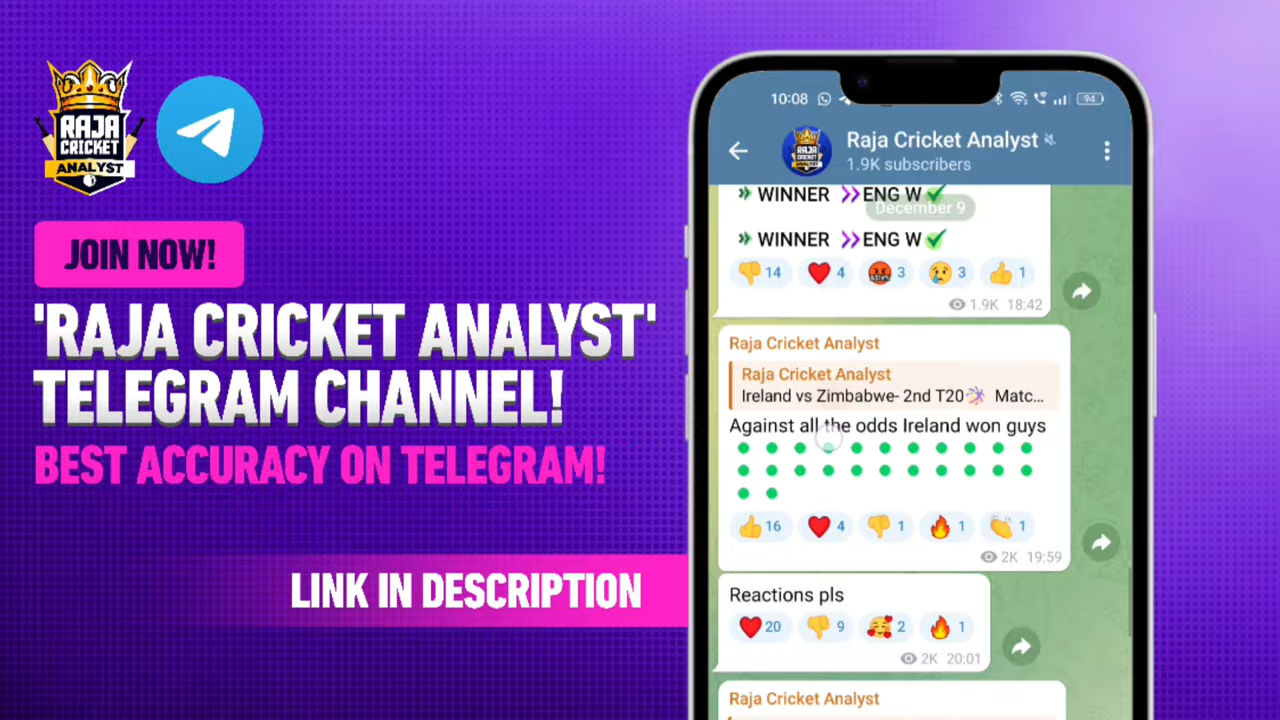 RAJA
CRICKET
ANALYST
JOIN NOW!
'RAJA CRICKET ANALYST'
TELEGRAM CHANNEL!
BEST ACCURACY ON TELEGRAM!
LINK IN DESCRIPTION
10:08
94
RAJA
CRICKET
ANALYST
Raja Cricket Analyst
1.9K subscribers
WINNER ENG W
December 9
WINNER ENG W
14 4 3 3 1
1.9K 18:42
Raja Cricket Analyst
Raja Cricket Analyst
Ireland vs Zimbabwe- 2nd T20 Matc...
Against all the odds Ireland won guys
16 4 1 1 1
2K 19:59
Reactions pls
20 9 2 1
2K 20:01
Raja Cricket Analyst